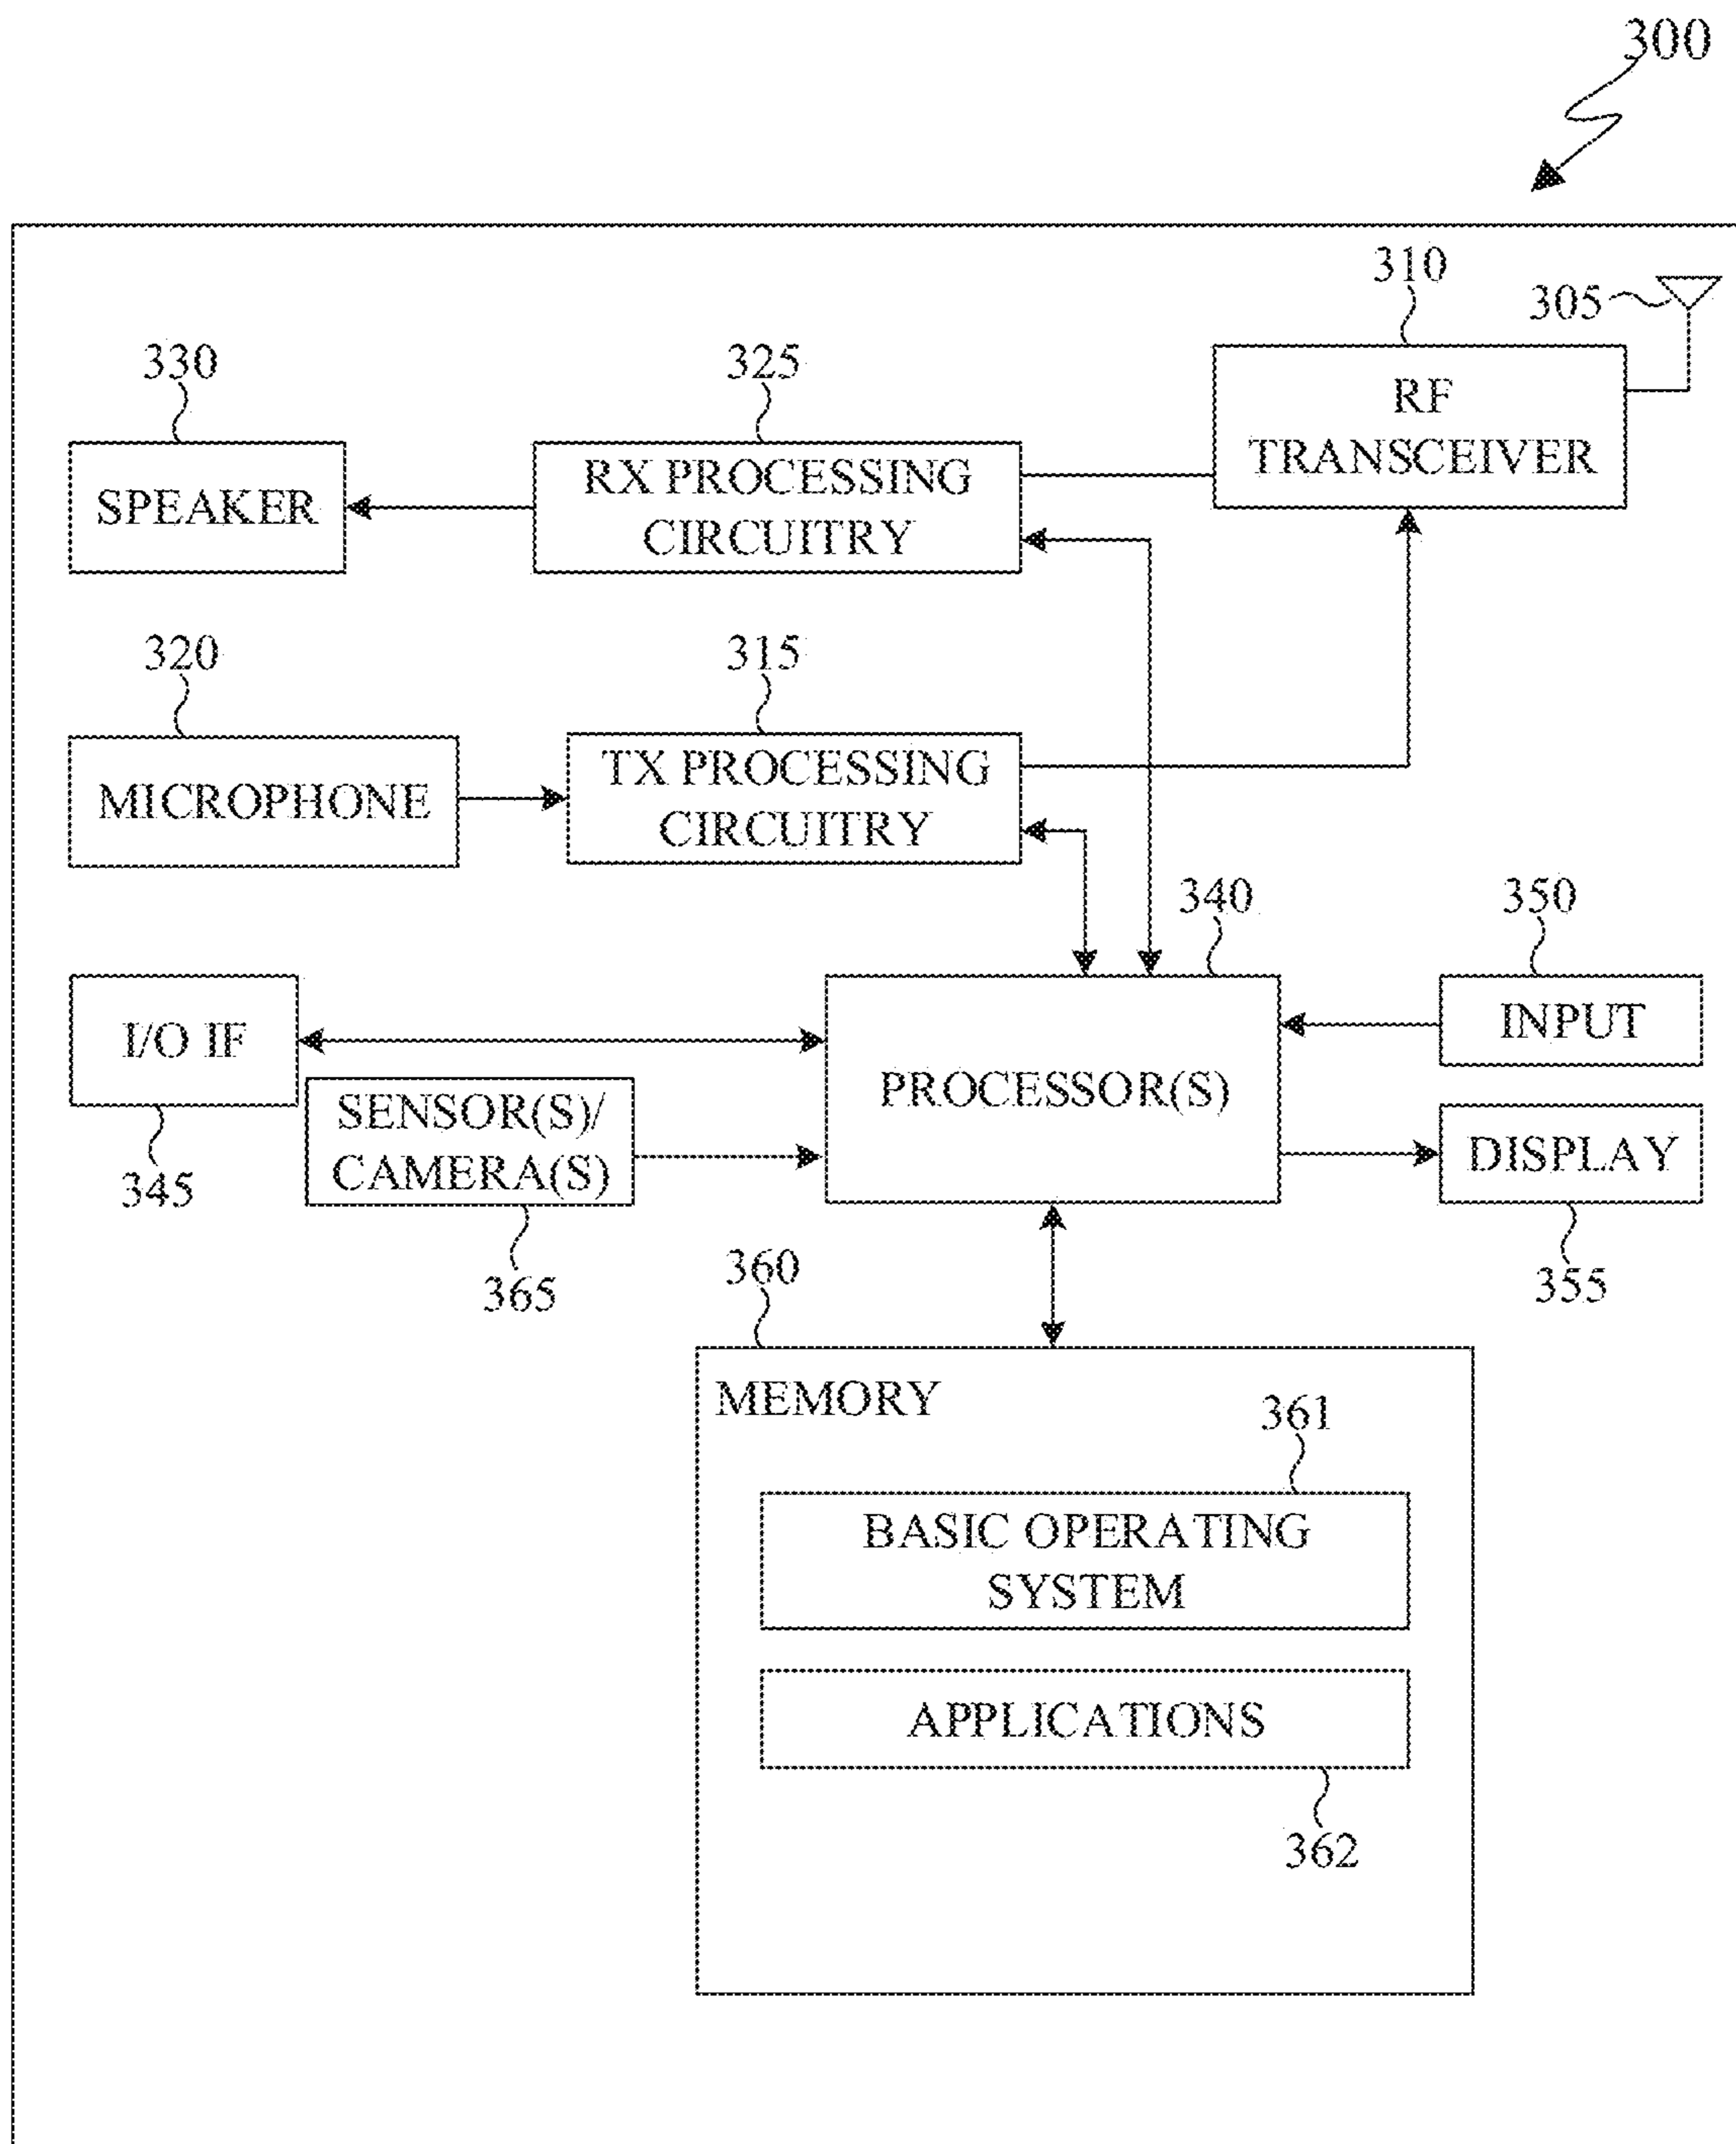 300
310
305
330
325
RF
TRANSCEIVER
SPEAKER
RX PROCESSING
CIRCUITRY
320
315
MICROPHONE
TX PROCESSING
CIRCUITRY
340
350
I/O IF
INPUT
PROCESSOR(S)
SENSOR(S)/
CAMERA(S)
DISPLAY
345
365
360
355
MEMORY
361
BASIC OPERATING
SYSTEM
APPLICATIONS
362